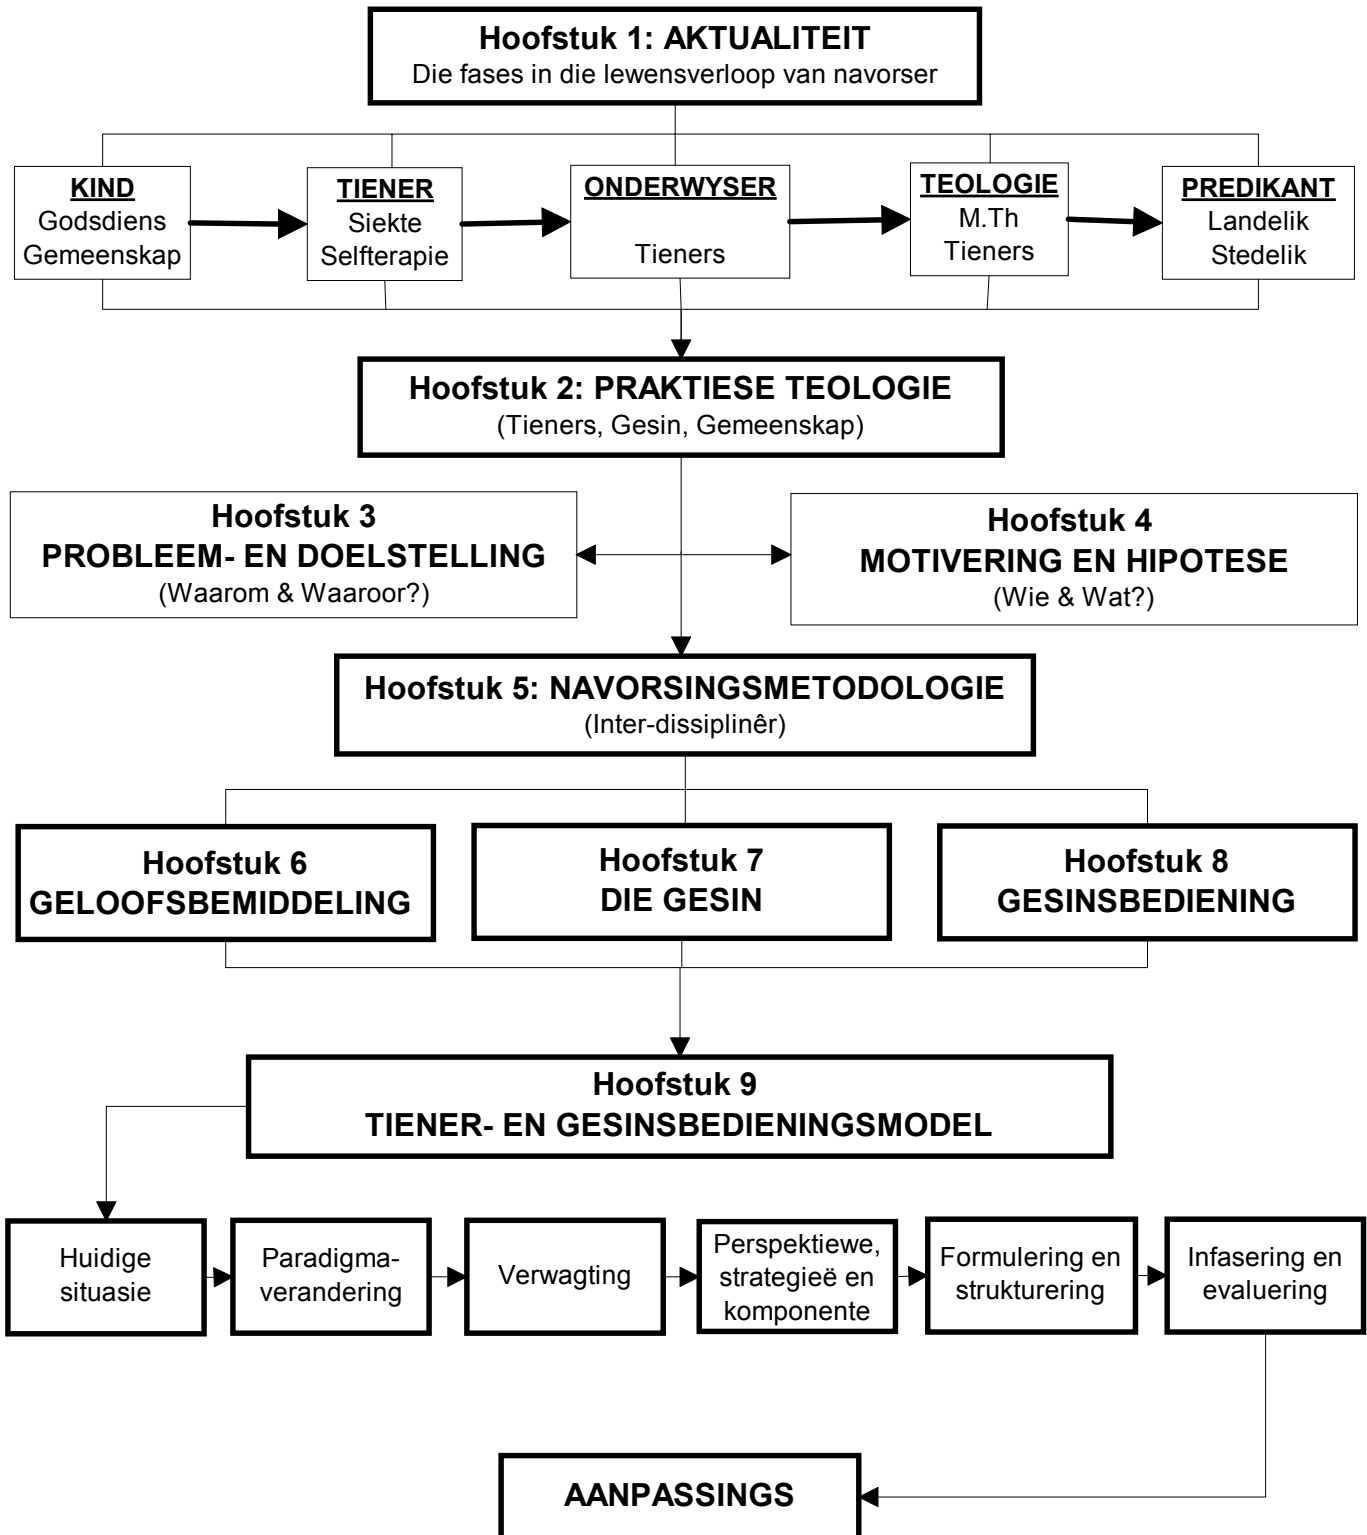 Hoofstuk 1: AKTUALITEIT
Die fases in die lewensverloop van navorser
KIND
Godsdiens
Gemeenskap
TIENER
Siekte
Selfterapie
ONDERWYSER
Tieners
TEOLOGIE
M.Th
Tieners
PREDIKANT
Landelik
Stedelik
Hoofstuk 2: PRAKTIESE TEOLOGIE
(Tieners, Gesin, Gemeenskap)
Hoofstuk 3
PROBLEEM- EN DOELSTELLING
(Waarom & Waaroor?)
Hoofstuk 4
MOTIVERING EN HIPOTESE
(Wie & Wat?)
Hoofstuk 5: NAVORSINGSMETODOLOGIE
(Inter-dissiplinêr)
Hoofstuk 6
GELOOFSBEMIDDELING
Hoofstuk 7
DIE GESIN
Hoofstuk 8
GESINSBEDIENING
Hoofstuk 9
TIENER- EN GESINSBEDIENINGSMODEL
Huidige
situasie
Paradigma-
verandering
Verwagting
Perspektiewe,
strategieë en
komponente
Formulering en
strukturering
Infasering en
evaluering
AANPASSINGS